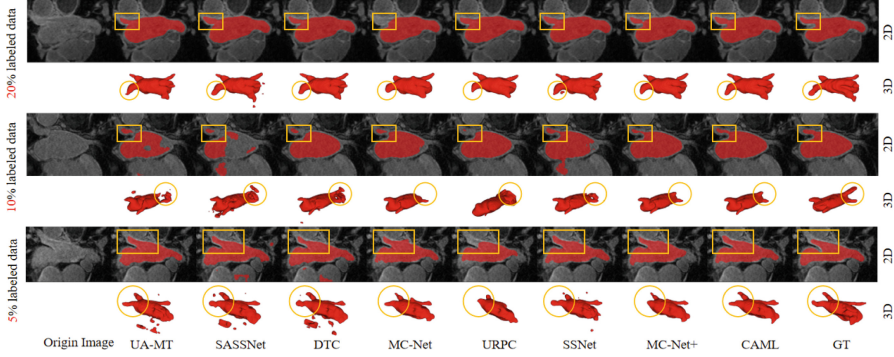 20% labeled data
2D
3D
10% labeled data
2D
3D
5% labeled data
2D
3D
Origin Image UA-MT SASSNet DTC MC-Net URPC SSNet MC-Net+ CAML GT